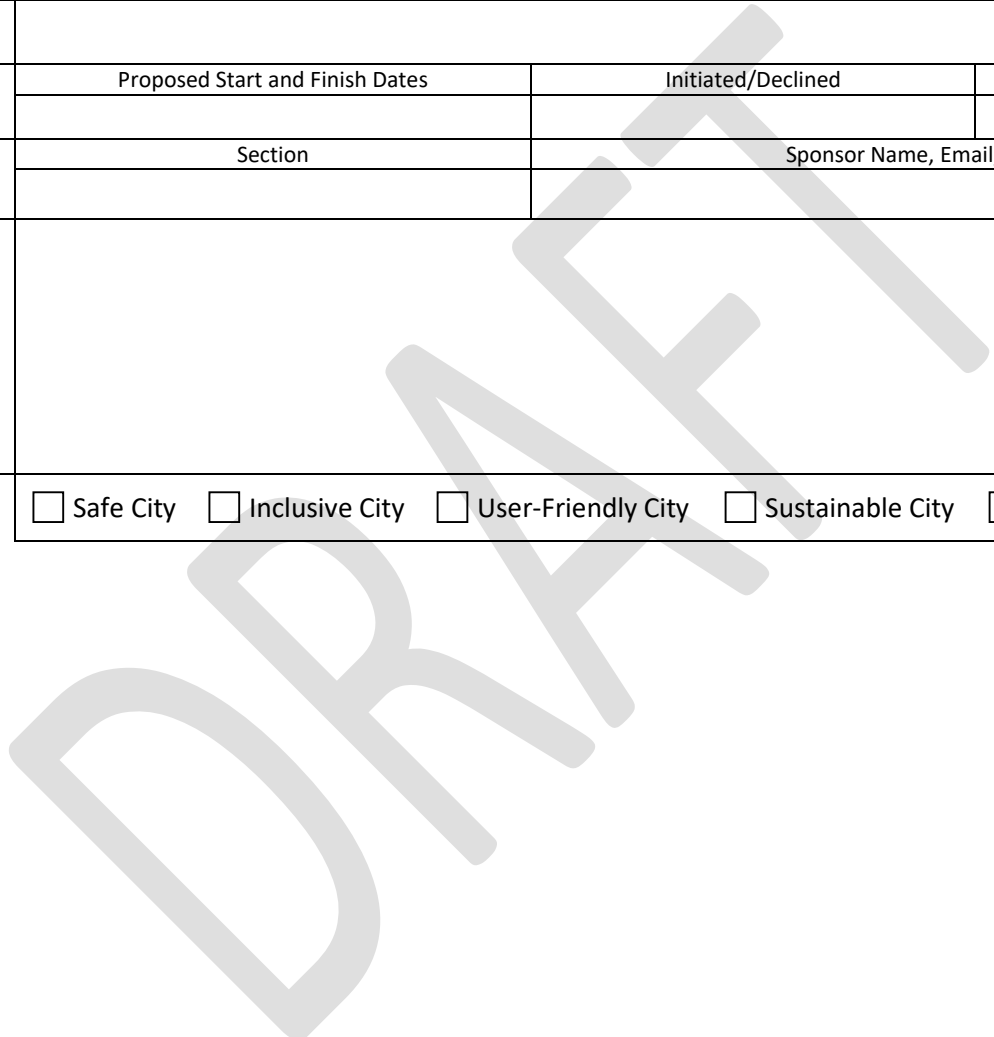 Proposed Start and Finish Dates Initiated/Declined
Section Sponsor Name, Email
Safe City Inclusive City User-Friendly City Sustainable City
DRAFT